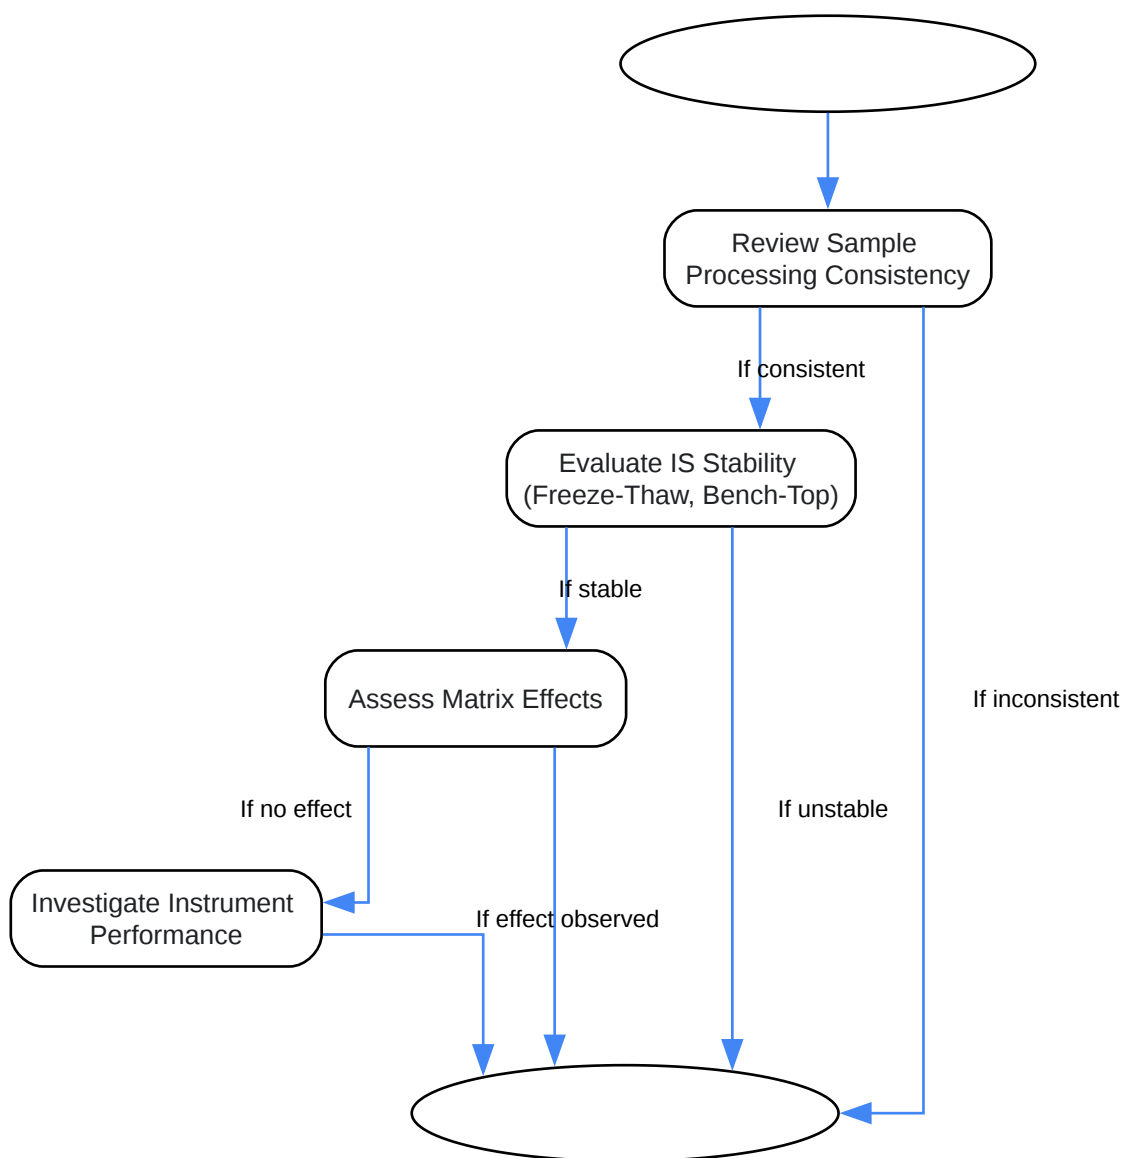 Review Sample
Processing Consistency
If consistent
Evaluate IS Stability
(Freeze-Thaw, Bench-Top)
If stable
Assess Matrix Effects
If inconsistent
If no effect
If unstable
Investigate Instrument
Performance
If effect observed